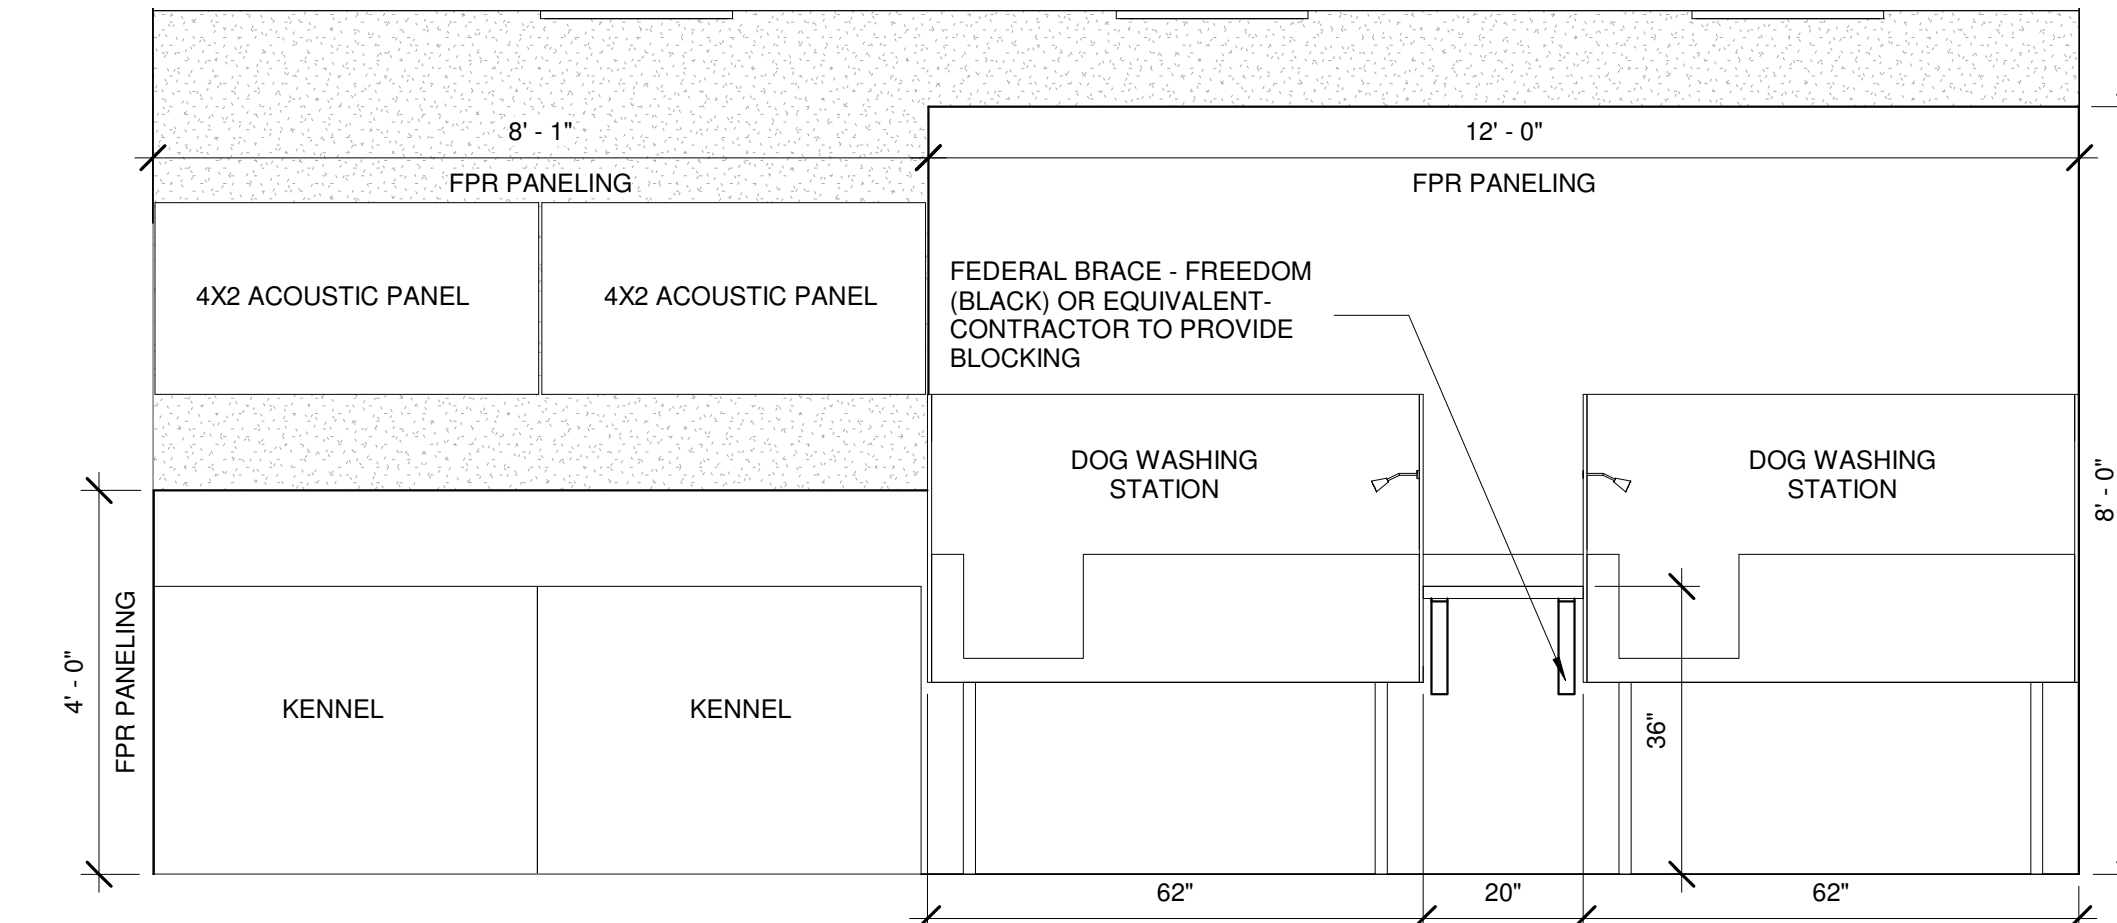 8' - 1"
12' - 0"
FPR PANELING
FPR PANELING
4X2 ACOUSTIC PANEL
4X2 ACOUSTIC PANEL
FEDERAL BRACE - FREEDOM
(BLACK) OR EQUIVALENT-
CONTRACTOR TO PROVIDE
BLOCKING
DOG WASHING
STATION
DOG WASHING
STATION
8' - 0"
4' - 0"
FPR PANELING
KENNEL
KENNEL
36"
62"
20"
62"